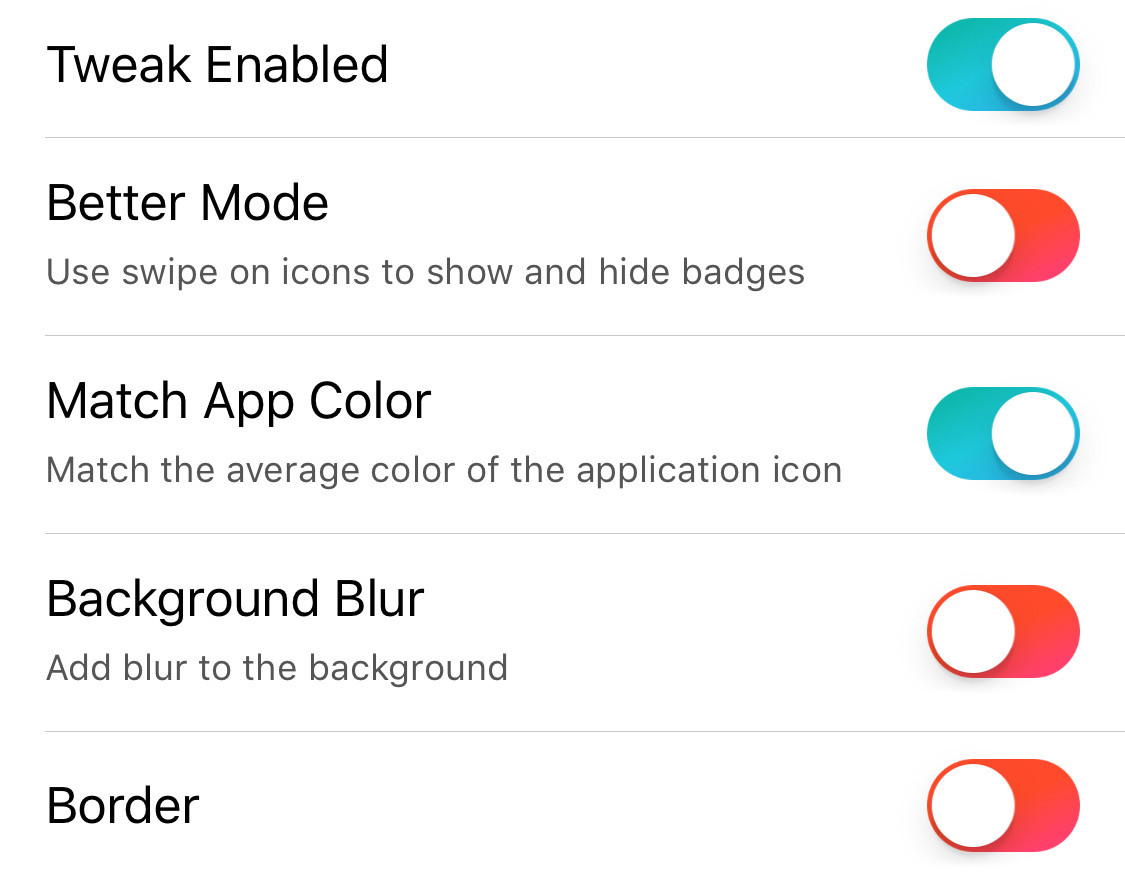 Tweak Enabled
Better Mode
Use swipe on icons to show and hide badges
Match App Color
Match the average color of the application icon
Background Blur
Add blur to the background
Border